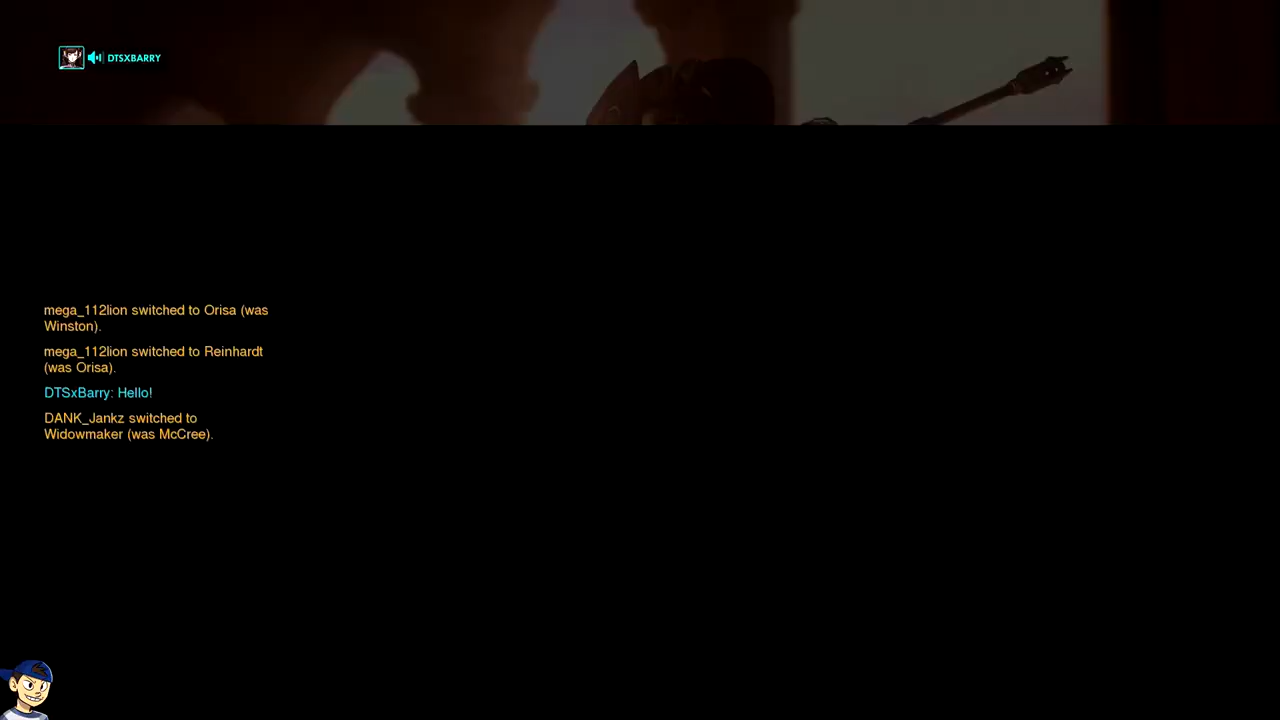 DTSXBARRY
mega_112lion switched to Orisa (was
Winston).
mega_112lion switched to Reinhardt
(was Orisa).
DTSxBarry: Hello!
DANK_Jankz switched to
Widowmaker (was McCree).